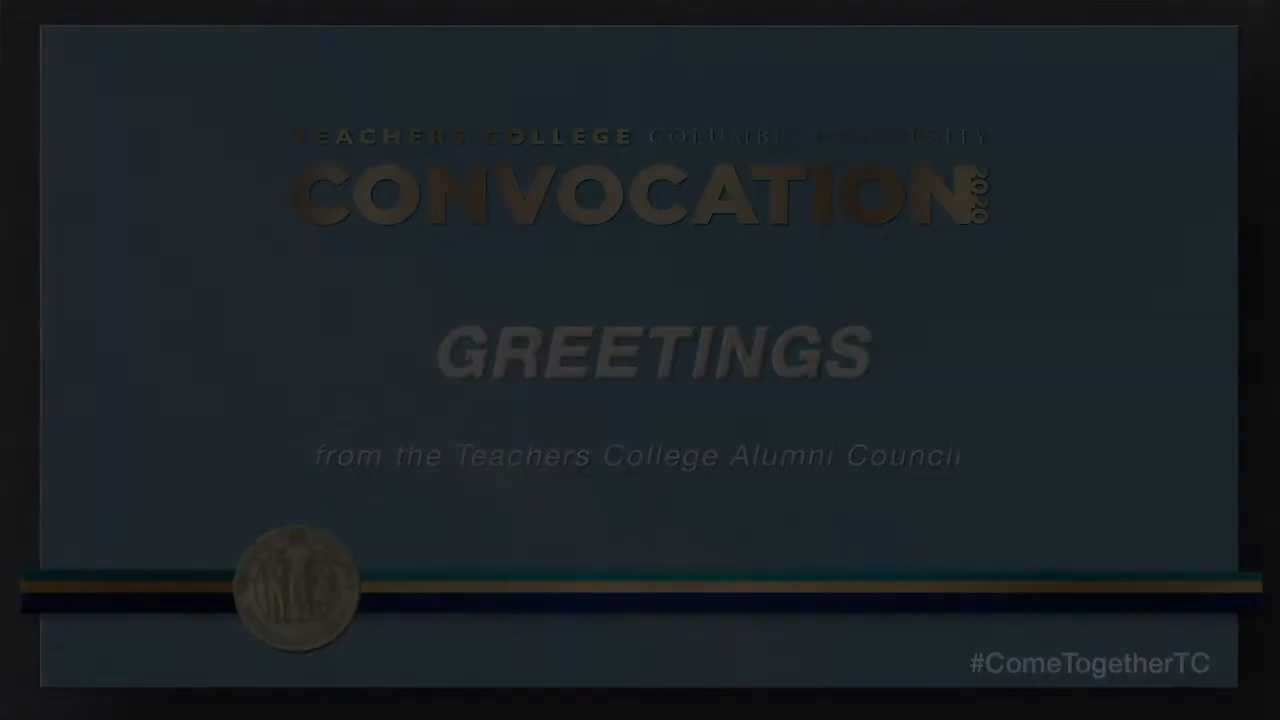 TEACHERS COLLEGE COLUMBIA UNIVERSITY
CONVOCATION 2020
GREETINGS
from the Teachers College Alumni Council
#ComeTogetherTC